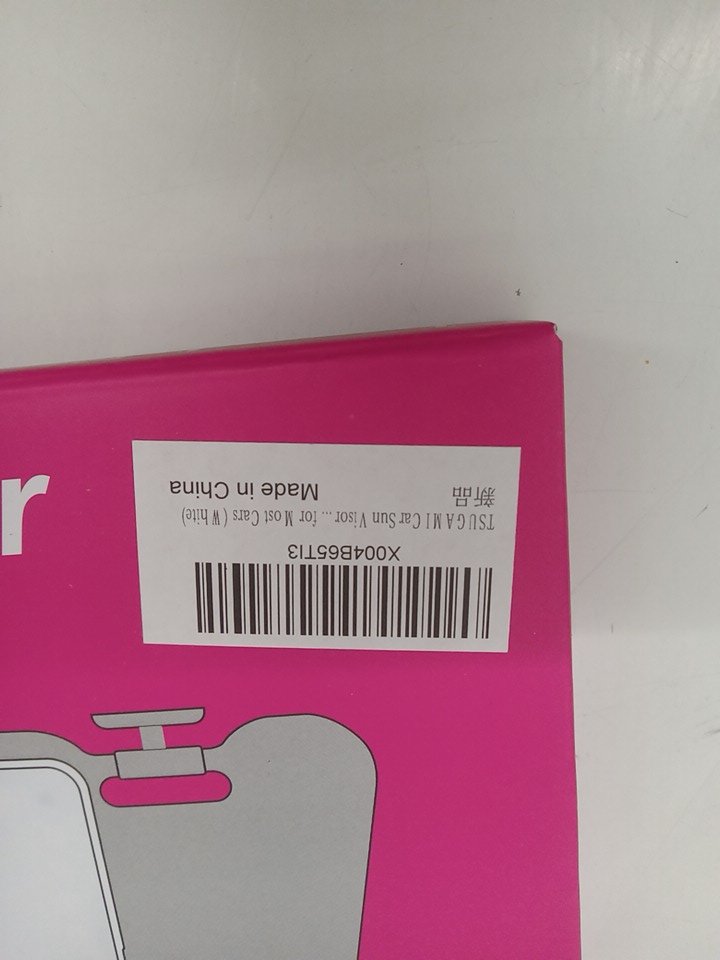 r
X004B65TI3
TSUGAMI Car Sun Visor ... for Most Cars (White)
新品
Made in China